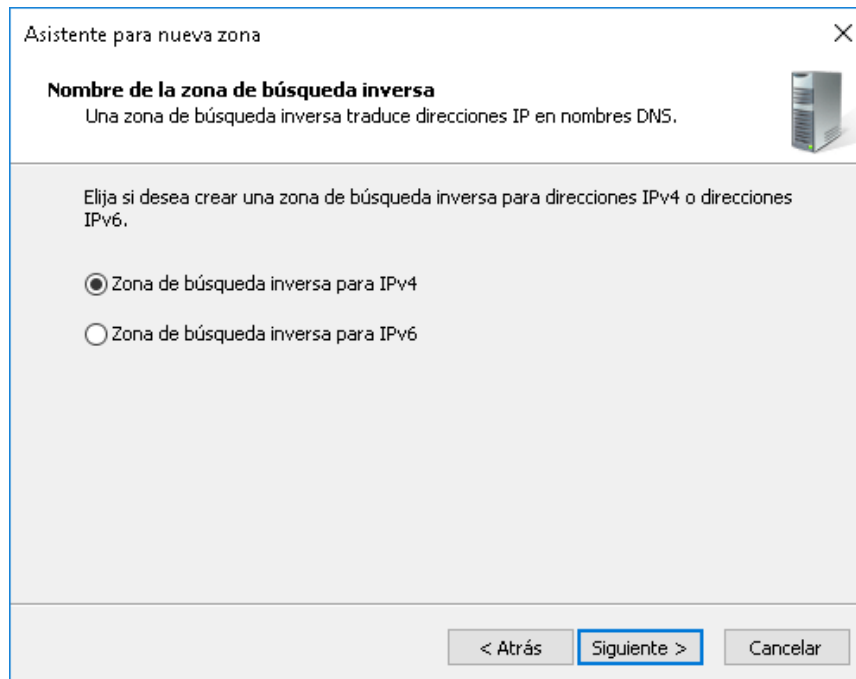 Asistente para nueva zona
Nombre de la zona de búsqueda inversa
Una zona de búsqueda inversa traduce direcciones IP en nombres DNS.
Elija si desea crear una zona de búsqueda inversa para direcciones IPv4 o direcciones
IPv6.
Zona de búsqueda inversa para IPv4
Zona de búsqueda inversa para IPv6
< Atrás
Siguiente >
Cancelar